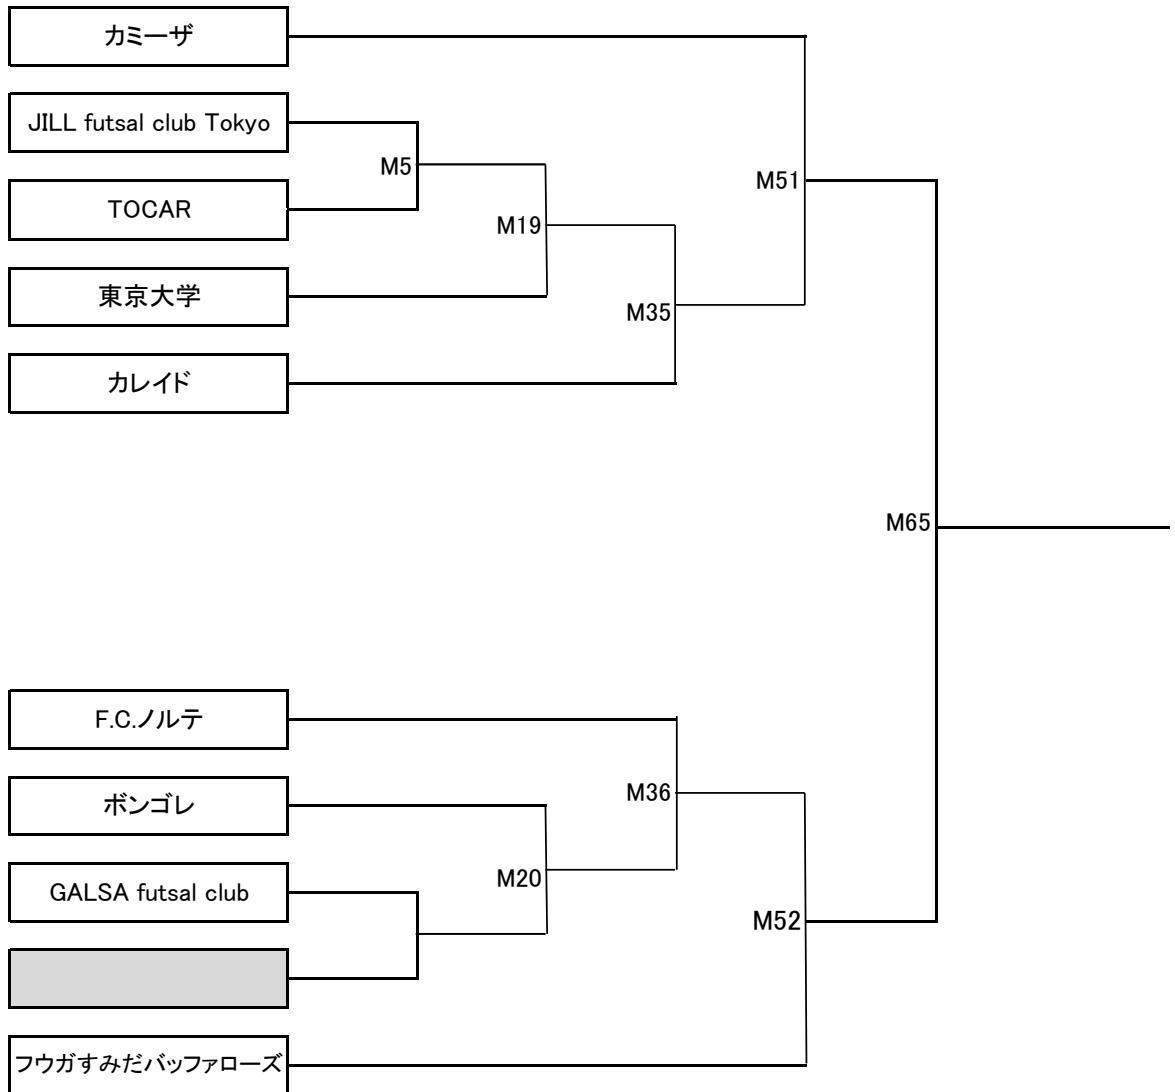 カミーザ
JILL futsal club Tokyo
M5
M51
TOCAR
M19
東京大学
M35
カレイド
M65
F.C.ノルテ
M36
ボンゴレ
GALSA futsal club
M20
M52
フウガすみだバッファローズ